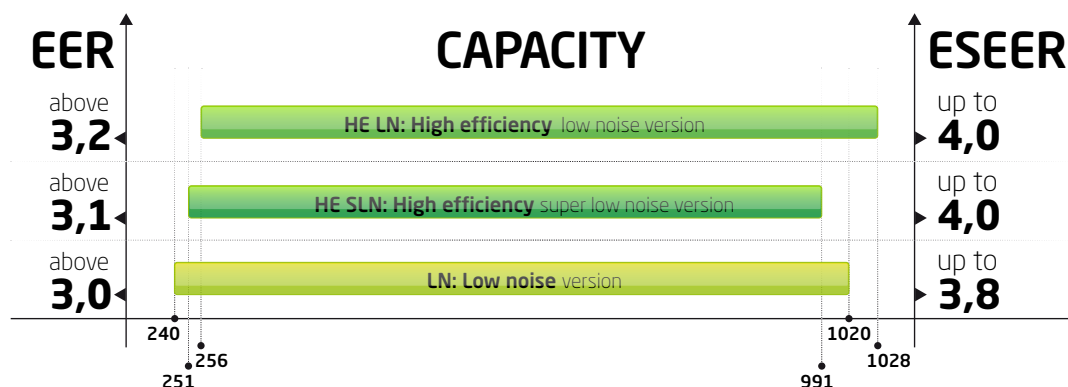 EER
CAPACITY
ESEER
above
3,2
HE LN: High efficiency low noise version
up to
4,0
above
3,1
HE SLN: High efficiency super low noise version
up to
4,0
above
3,0
LN: Low noise version
up to
3,8
240
1020
256
1028
251
991